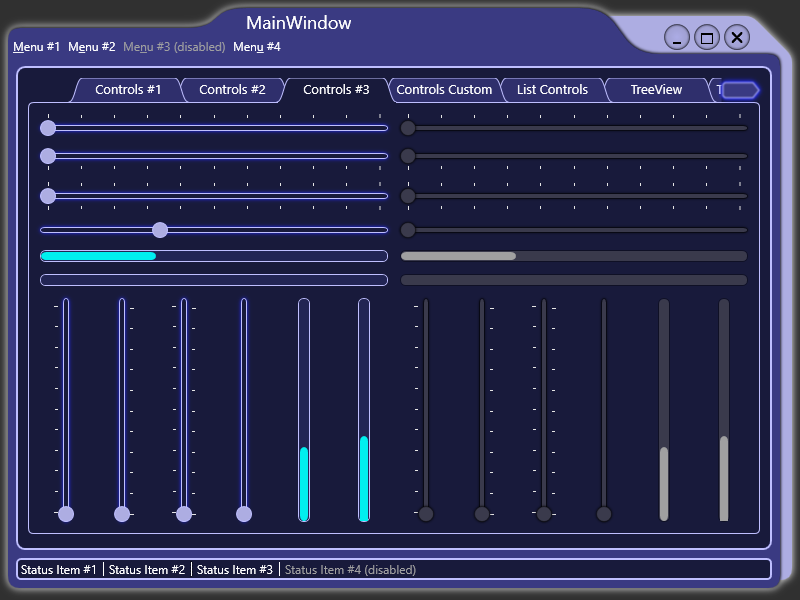 MainWindow
Menu #1 Menu #2 Menu #3 (disabled) Menu #4
Controls #1 Controls #2 Controls #3 Controls Custom List Controls TreeView
Status Item #1 Status Item #2 Status Item #3 Status Item #4 (disabled)